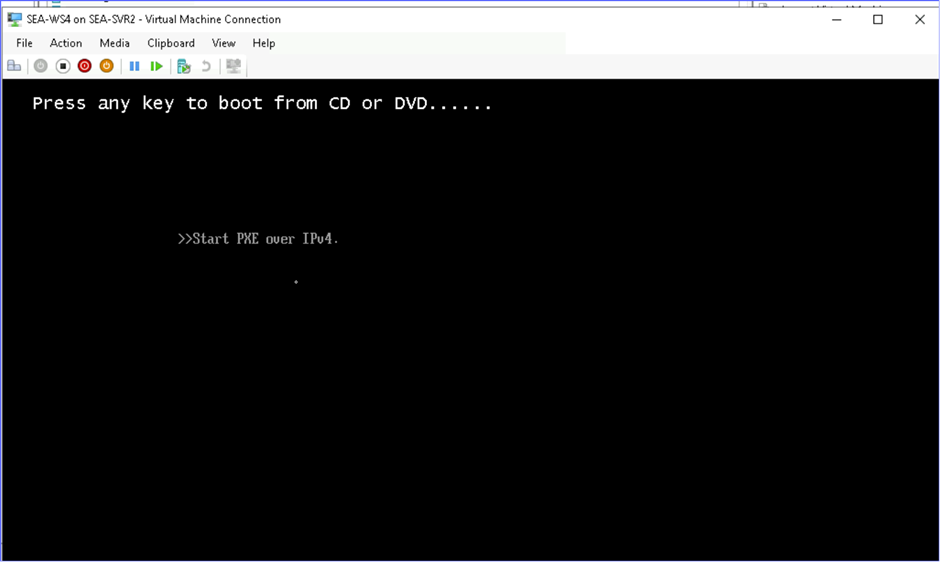 SEA-WS4 on SEA-SVR2 - Virtual Machine Connection
File Action Media Clipboard View Help
Press any key to boot from CD or DVD......
>>Start PXE over IPv4.